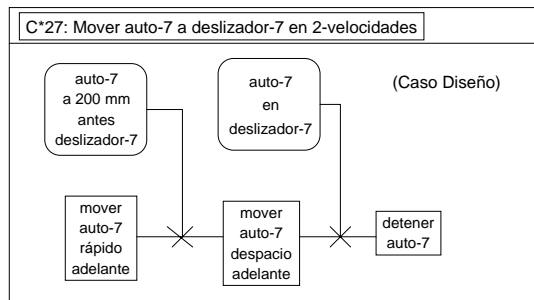 C*27: Mover auto-7 a deslizador-7 en 2-velocidades
auto-7
a 200 mm
antes
deslizador-7
auto-7
en
deslizador-7
(Caso Diseño)
mover
auto-7
rápido
adelante
mover
auto-7
despacio
adelante
detener
auto-7